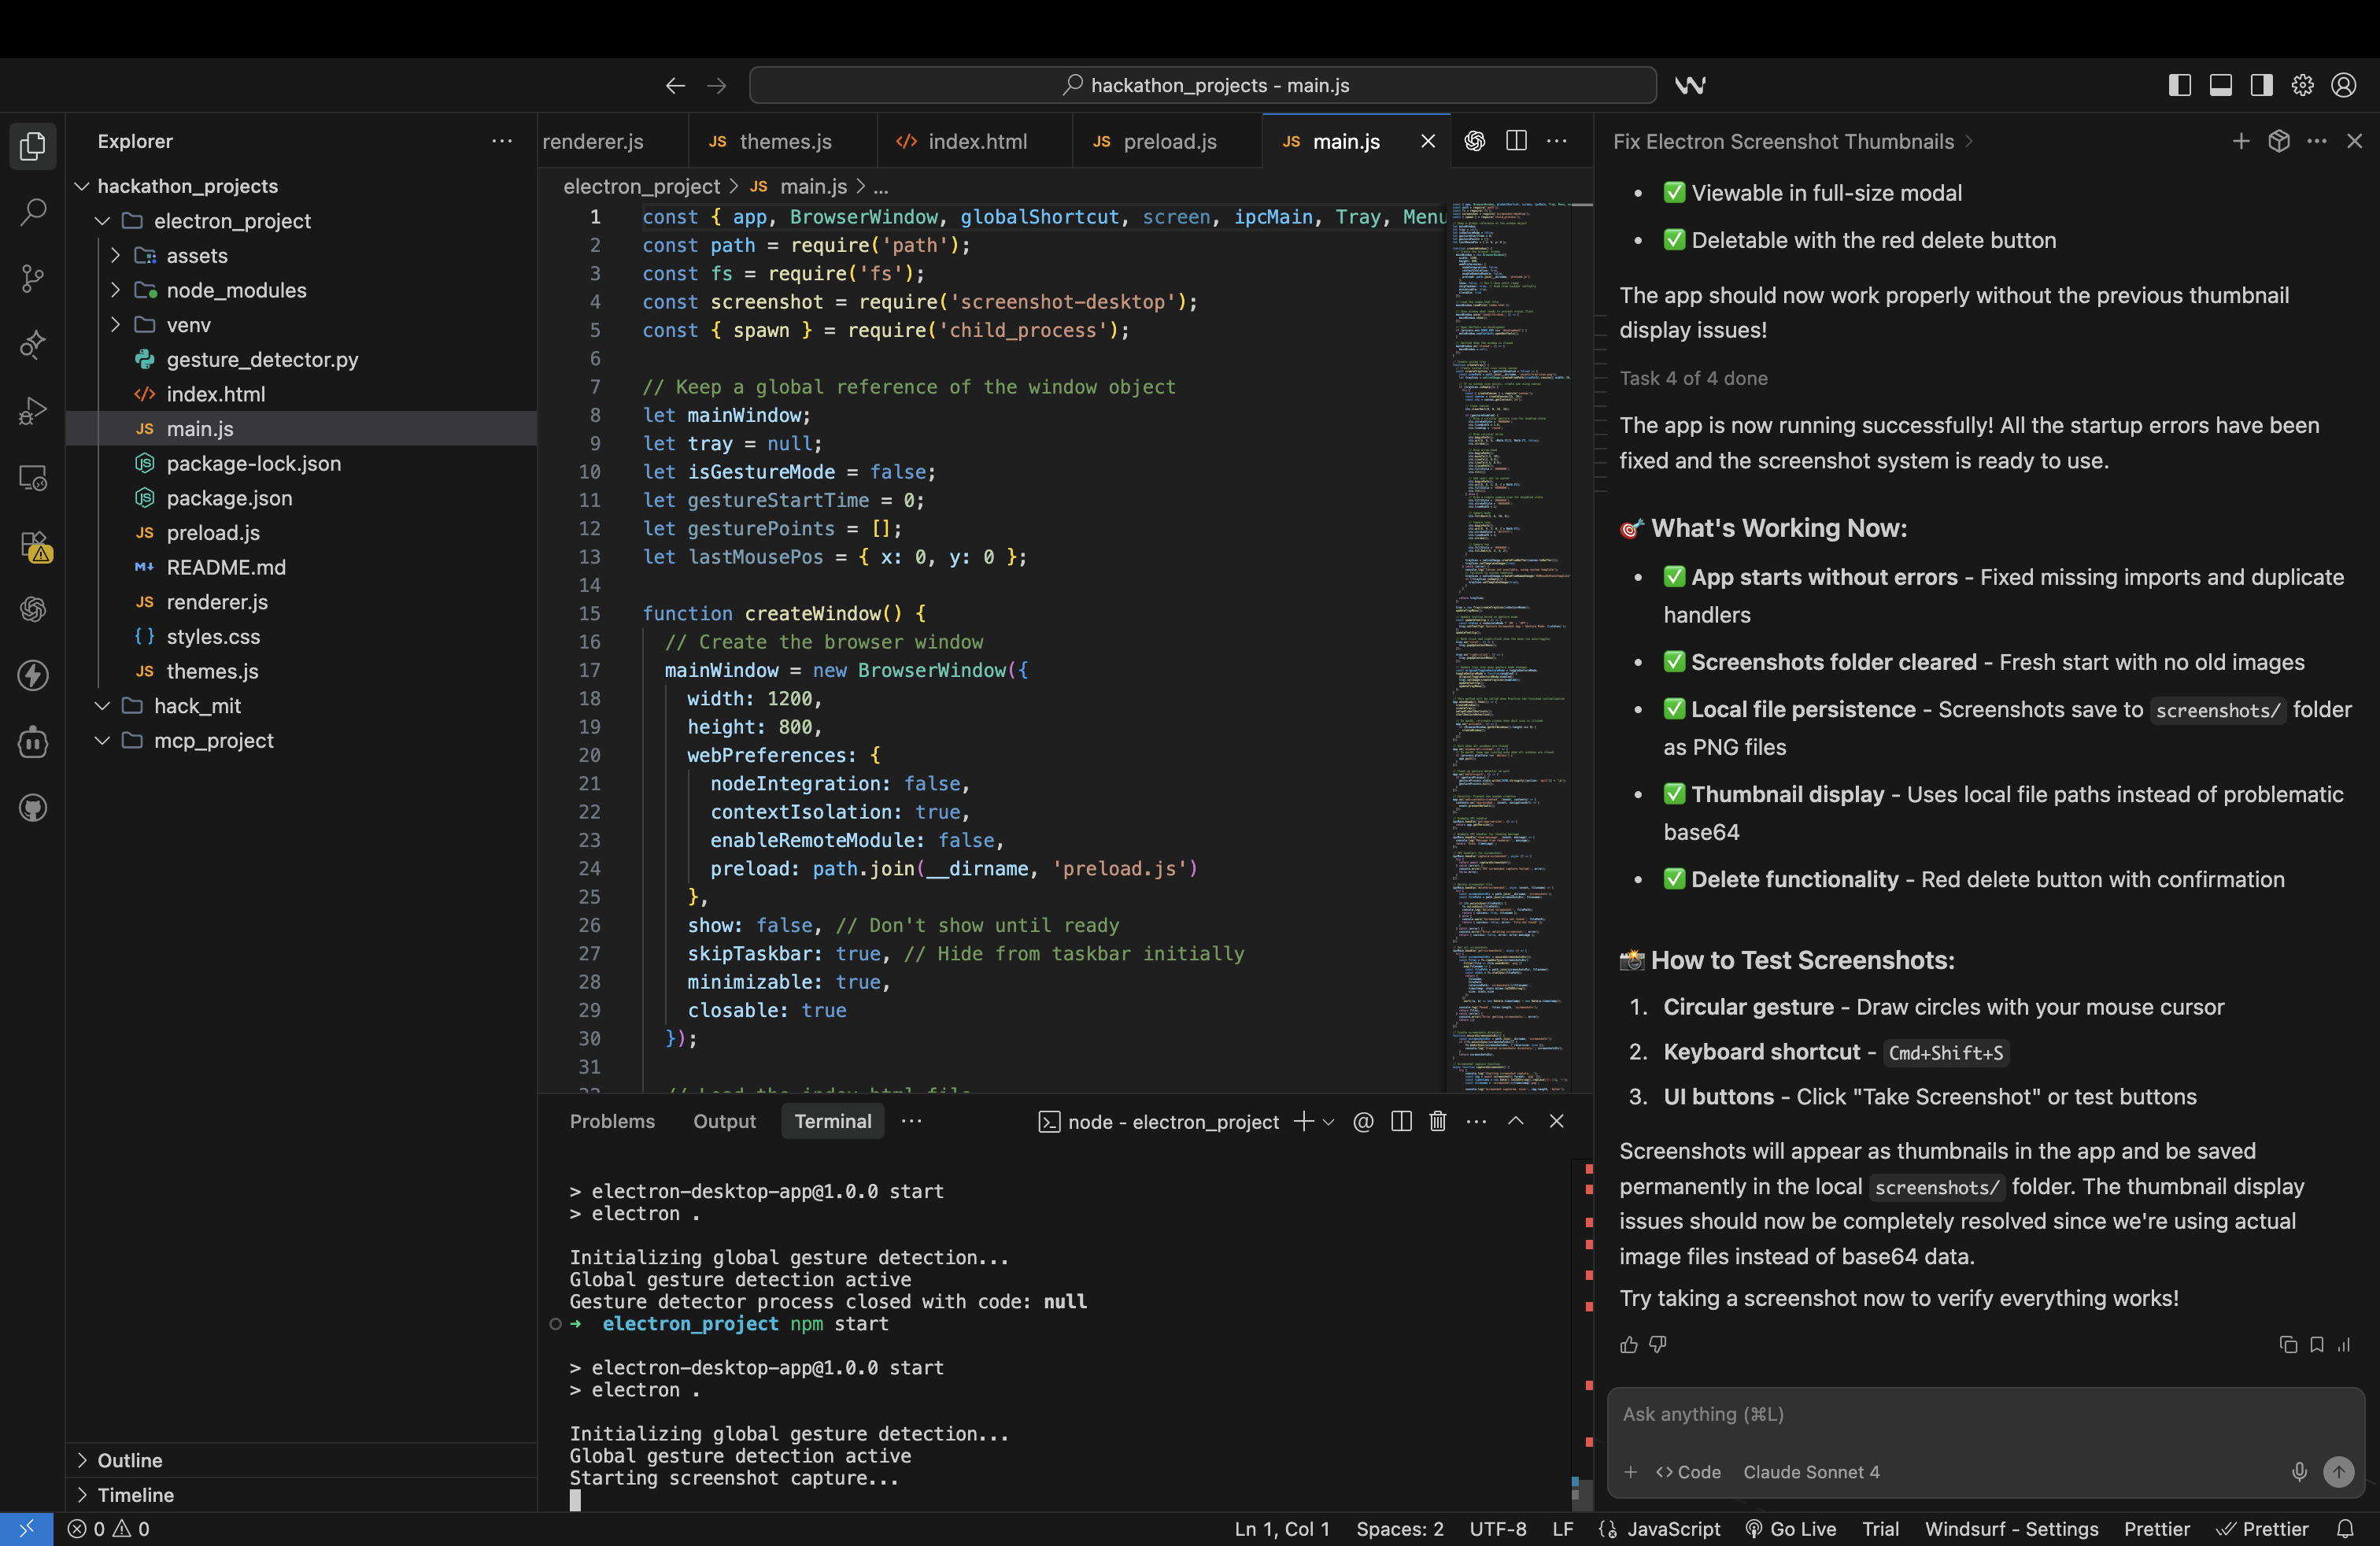 hackathon_projects - main.js
Explorer
hackathon_projects
electron_project
assets
node_modules
venv
gesture_detector.py
index.html
main.js
package-lock.json
package.json
preload.js
README.md
renderer.js
styles.css
themes.js
hack_mit
mcp_project
Outline
Timeline
renderer.js
JS themes.js
index.html
JS preload.js
JS main.js
electron_project > JS main.js > ...
1 const { app, BrowserWindow, globalShortcut, screen, ipcMain, Tray, Menu
2 const path = require('path');
3 const fs = require('fs');
4 const screenshot = require('screenshot-desktop');
5 const { spawn } = require('child_process');
6
7 // Keep a global reference of the window object
8 let mainWindow;
9 let tray = null;
10 let isGestureMode = false;
11 let gestureStartTime = 0;
12 let gesturePoints = [];
13 let lastMousePos = { x: 0, y: 0 };
14
15 function createWindow() {
16 // Create the browser window
17 mainWindow = new BrowserWindow({
18 width: 1200,
19 height: 800,
20 webPreferences: {
21 nodeIntegration: false,
22 contextIsolation: true,
23 enableRemoteModule: false,
24 preload: path.join(__dirname, 'preload.js')
25 },
26 show: false, // Don't show until ready
27 skipTaskbar: true, // Hide from taskbar initially
28 minimizable: true,
29 closable: true
30 });
31
32 // Load the index.html file
Problems Output Terminal ... node - electron_project
> electron-desktop-app@1.0.0 start
> electron .
Initializing global gesture detection...
Global gesture detection active
Gesture detector process closed with code: null
→ electron_project npm start
> electron-desktop-app@1.0.0 start
> electron .
Initializing global gesture detection...
Global gesture detection active
Starting screenshot capture...
Fix Electron Screenshot Thumbnails
• ✅ Viewable in full-size modal
• ✅ Deletable with the red delete button
The app should now work properly without the previous thumbnail
display issues!
Task 4 of 4 done
The app is now running successfully! All the startup errors have been
fixed and the screenshot system is ready to use.
🎯 What's Working Now:
• ✅ App starts without errors - Fixed missing imports and duplicate
handlers
• ✅ Screenshots folder cleared - Fresh start with no old images
• ✅ Local file persistence - Screenshots save to screenshots/ folder
as PNG files
• ✅ Thumbnail display - Uses local file paths instead of problematic
base64
• ✅ Delete functionality - Red delete button with confirmation
📸 How to Test Screenshots:
1. Circular gesture - Draw circles with your mouse cursor
2. Keyboard shortcut - Cmd+Shift+S
3. UI buttons - Click "Take Screenshot" or test buttons
Screenshots will appear as thumbnails in the app and be saved
permanently in the local screenshots/ folder. The thumbnail display
issues should now be completely resolved since we're using actual
image files instead of base64 data.
Try taking a screenshot now to verify everything works!
Ask anything (⌘L)
+ <> Code Claude Sonnet 4
0 0
Ln 1, Col 1 Spaces: 2 UTF-8 LF JavaScript Go Live Trial Windsurf - Settings Prettier Prettier